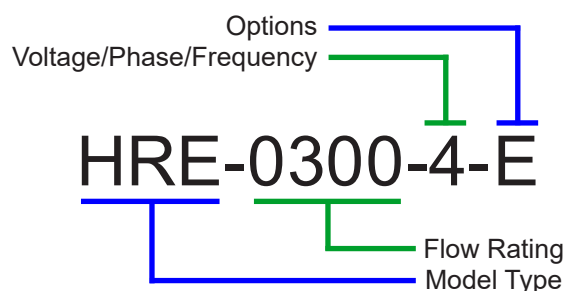 Options
Voltage/Phase/Frequency
HRE-0300-4-E
Flow Rating
Model Type